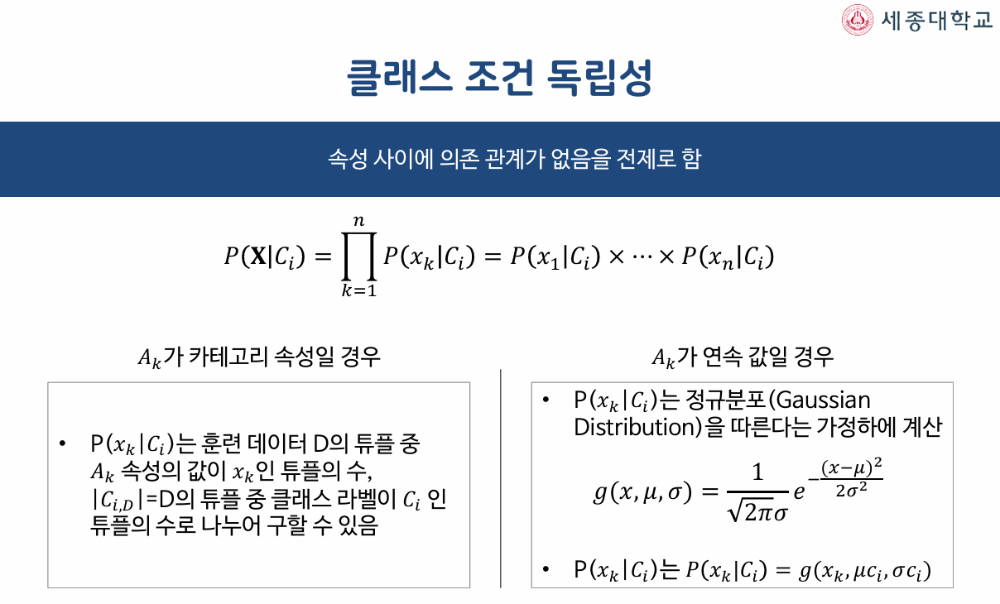 세종대학교
클래스 조건 독립성
속성 사이에 의존 관계가 없음을 전제로 함
$P(\mathbf{X}|C_i) = \prod_{k=1}^{n} P(x_k|C_i) = P(x_1|C_i) \times \cdots \times P(x_n|C_i)$
$A_k$가 카테고리 속성일 경우
• P($x_k|C_i$)는 훈련 데이터 D의 튜플 중
$A_k$ 속성의 값이 $x_k$인 튜플의 수,
$|C_{i,D}|$=D의 튜플 중 클래스 라벨이 $C_i$ 인
튜플의 수로 나누어 구할 수 있음
$A_k$가 연속 값일 경우
• P($x_k|C_i$)는 정규분포(Gaussian
Distribution)을 따른다는 가정하에 계산
$g(x, \mu, \sigma) = \frac{1}{\sqrt{2\pi}\sigma} e^{-\frac{(x-\mu)^2}{2\sigma^2}}$
• P($x_k|C_i$)는 $P(x_k|C_i) = g(x_k, \mu c_i, \sigma c_i)$